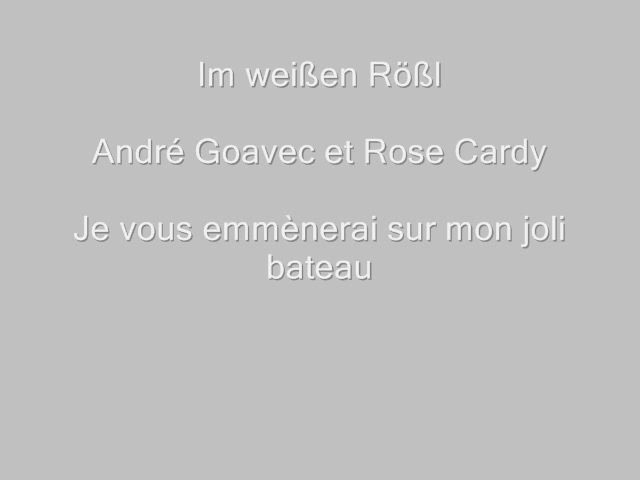 Im weißen Rößl
André Goavec et Rose Cardy
Je vous emmènerai sur mon joli
bateau